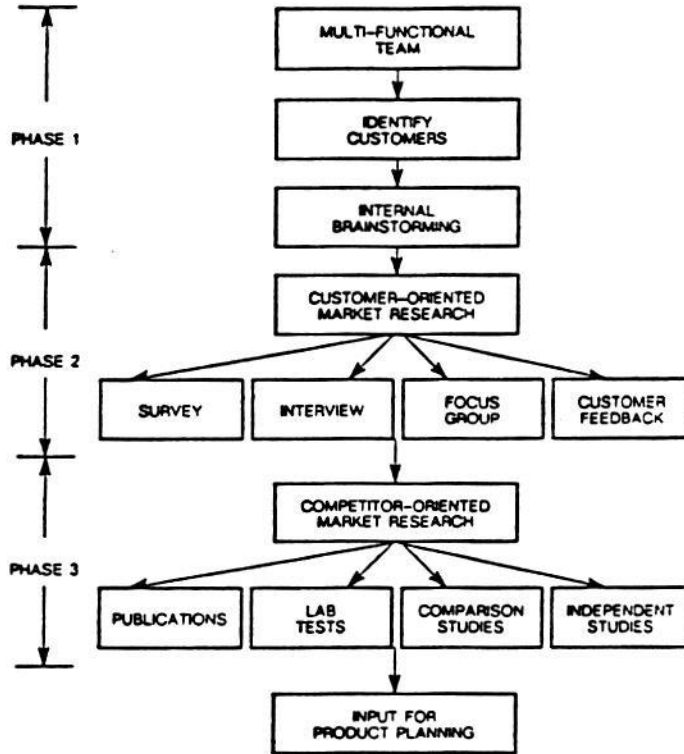 MULTI-FUNCTIONAL
TEAM
PHASE 1
IDENTIFY
CUSTOMERS
INTERNAL
BRAINSTORMING
CUSTOMER-ORIENTED
MARKET RESEARCH
PHASE 2
SURVEY
INTERVIEW
FOCUS
GROUP
CUSTOMER
FEEDBACK
COMPETITOR-ORIENTED
MARKET RESEARCH
PHASE 3
PUBLICATIONS
LAB
TESTS
COMPARISON
STUDIES
INDEPENDENT
STUDIES
INPUT FOR
PRODUCT PLANNING